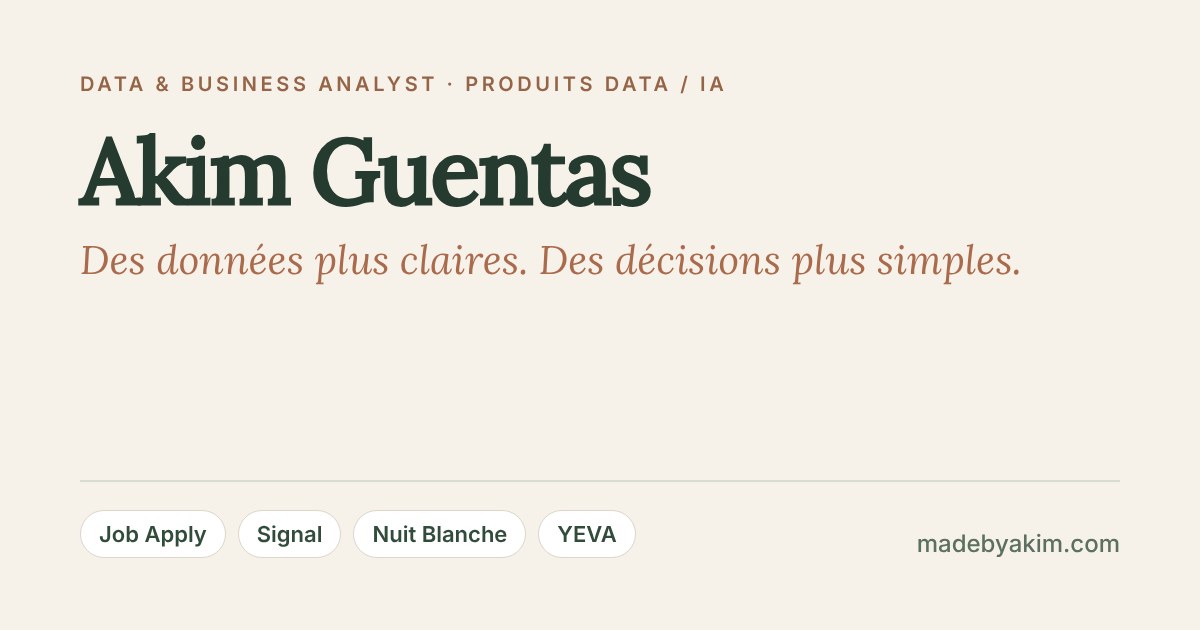 DATA & BUSINESS ANALYST · PRODUITS DATA / IA
Akim Guentas
Des données plus claires. Des décisions plus simples.
Job Apply
Signal
Nuit Blanche
YEVA
madebyakim.com